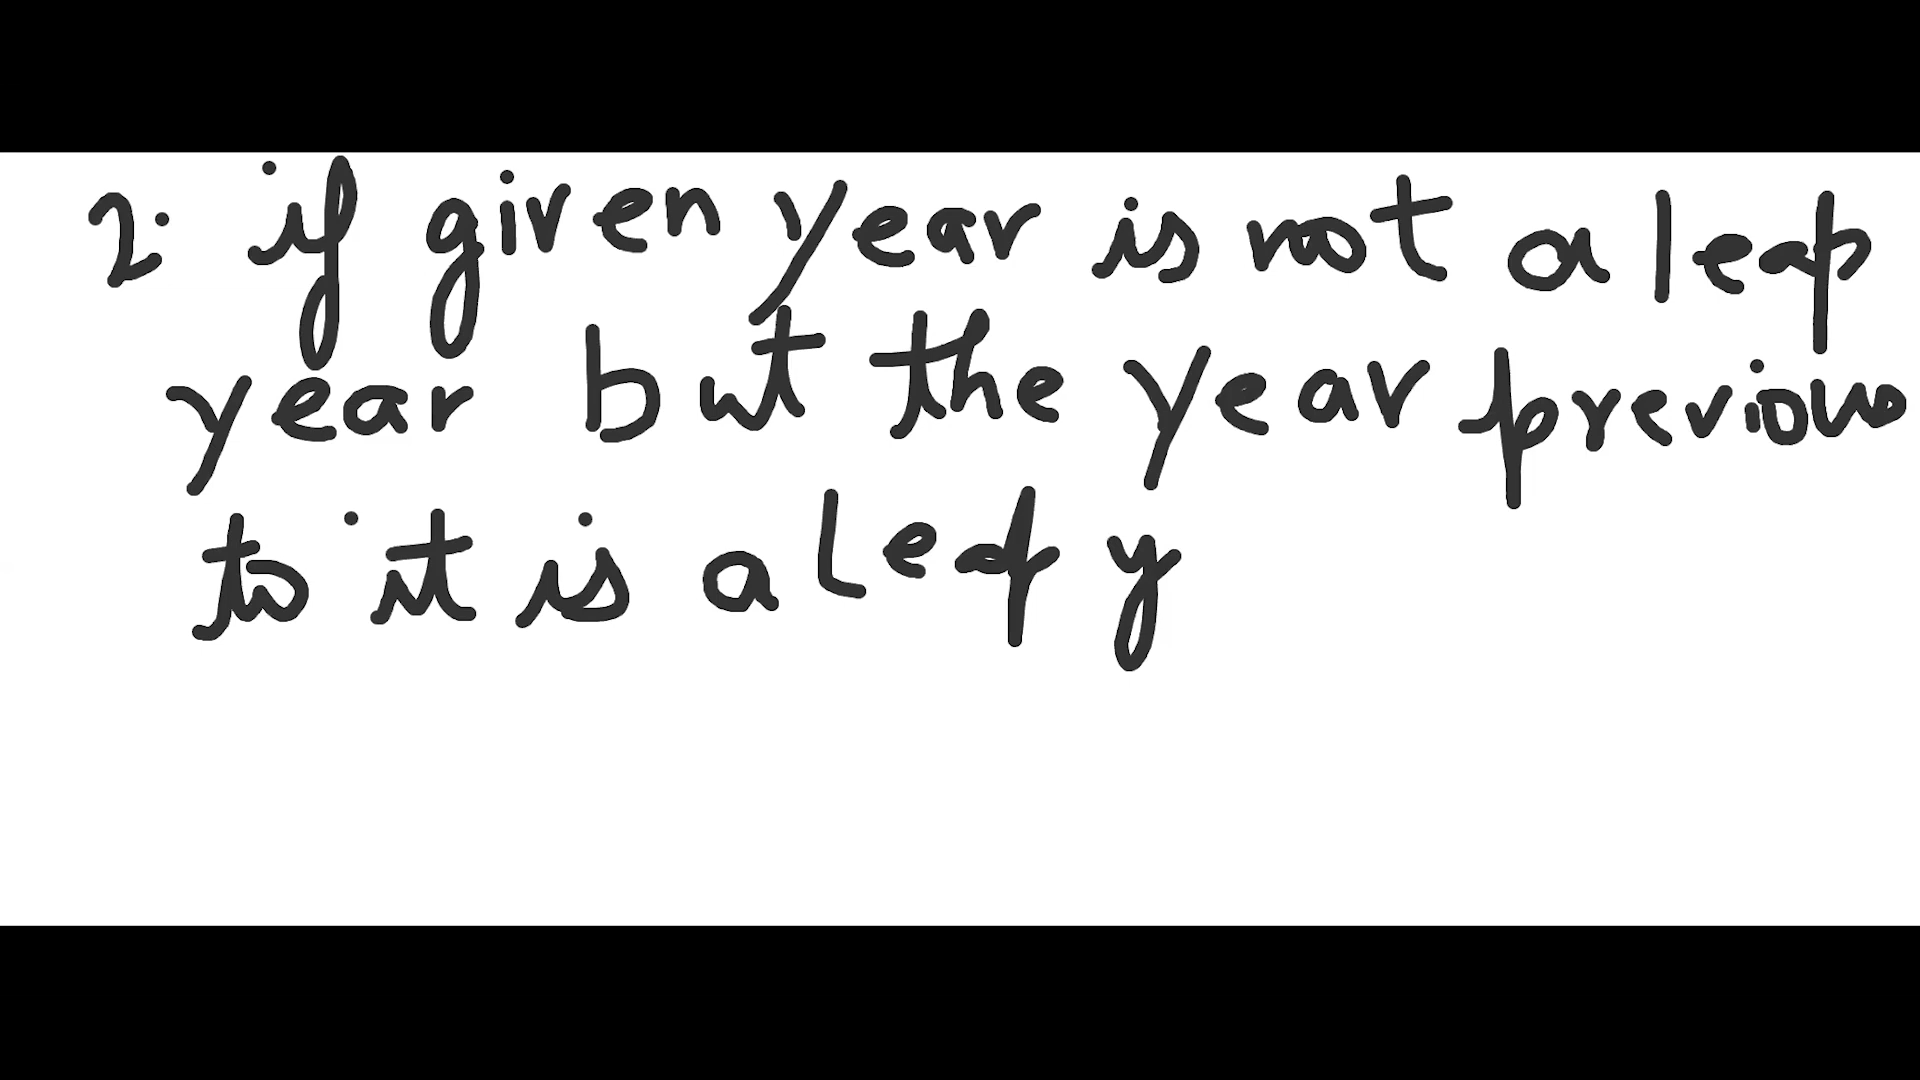 2. if given year is not a leap
year but the year previous
to it is a leap y